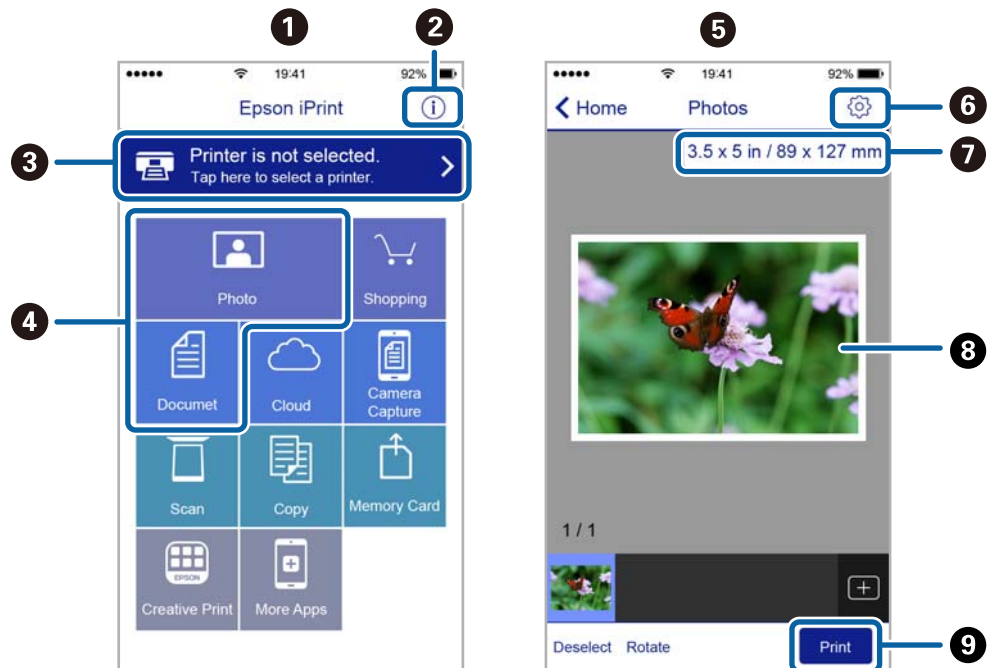 1
2
19:41
92%
Epson iPrint
i
3
Printer is not selected.
Tap here to select a printer.
4
Photo
Shopping
Documet
Cloud
Camera
Capture
Scan
Copy
Memory Card
EPSON
Creative Print
More Apps
5
19:41
92%
Home
Photos
6
3.5 x 5 in / 89 x 127 mm
7
8
1 / 1
Deselect
Rotate
Print
9